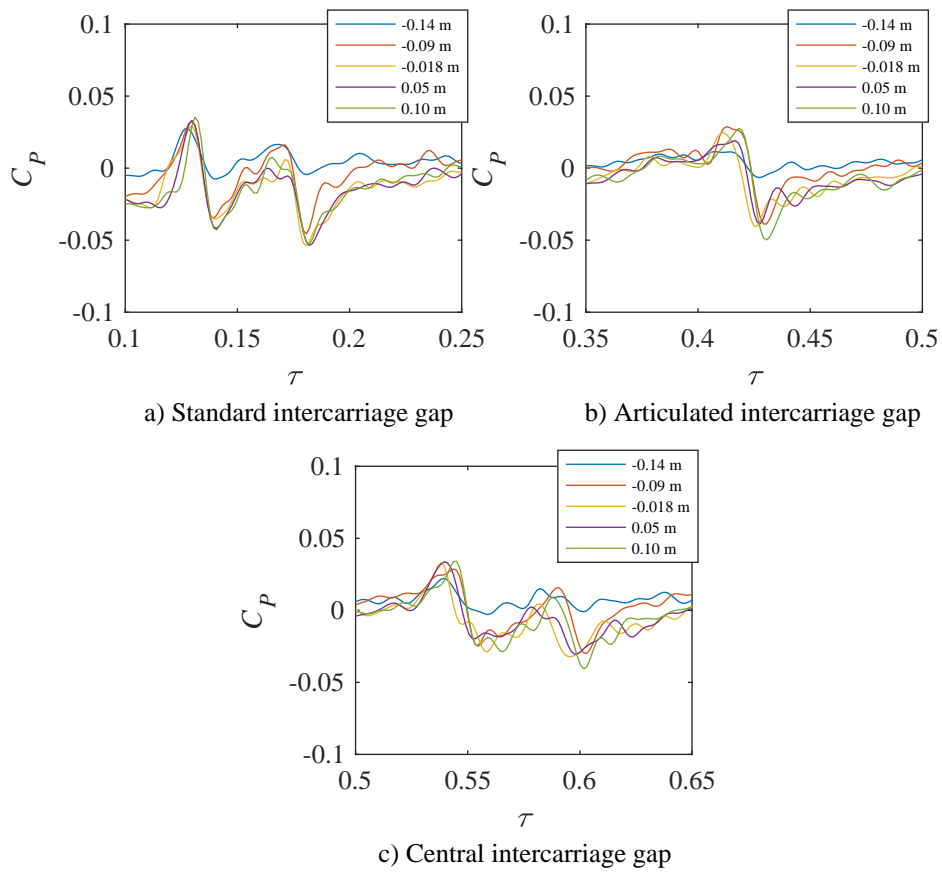 0.1
0.05
0
-0.05
-0.1
C_P
0.1
0.15
0.2
0.25
τ
-0.14 m
-0.09 m
-0.018 m
0.05 m
0.10 m
a) Standard intercarriage gap
0.1
0.05
0
-0.05
-0.1
C_P
0.35
0.4
0.45
0.5
τ
-0.14 m
-0.09 m
-0.018 m
0.05 m
0.10 m
b) Articulated intercarriage gap
0.1
0.05
0
-0.05
-0.1
C_P
0.5
0.55
0.6
0.65
τ
-0.14 m
-0.09 m
-0.018 m
0.05 m
0.10 m
c) Central intercarriage gap